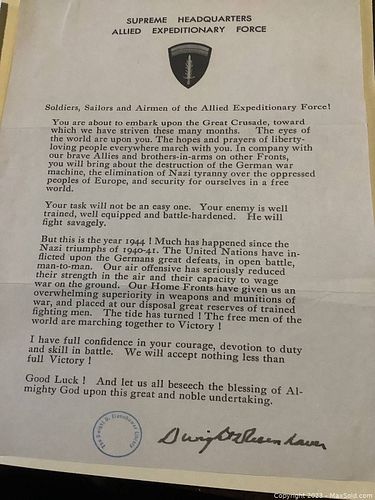 SUPREME HEADQUARTERS
ALLIED EXPEDITIONARY FORCE
Soldiers, Sailors and Airmen of the Allied Expeditionary Force!
You are about to embark upon the Great Crusade, toward
which we have striven these many months. The eyes of
the world are upon you. The hopes and prayers of liberty-
loving people everywhere march with you. In company with
our brave Allies and brothers-in-arms on other Fronts,
you will bring about the destruction of the German war
machine, the elimination of Nazi tyranny over the oppressed
peoples of Europe, and security for ourselves in a free
world.
Your task will not be an easy one. Your enemy is well
trained, well equipped and battle-hardened. He will
fight savagely.
But this is the year 1944 ! Much has happened since the
Nazi triumphs of 1940-41. The United Nations have in-
flicted upon the Germans great defeats, in open battle,
man-to-man. Our air offensive has seriously reduced
their strength in the air and their capacity to wage
war on the ground. Our Home Fronts have given us an
overwhelming superiority in weapons and munitions of
war, and placed at our disposal great reserves of trained
fighting men. The tide has turned ! The free men of the
world are marching together to Victory !
I have full confidence in your courage, devotion to duty
and skill in battle. We will accept nothing less than
full Victory !
Good Luck ! And let us all beseech the blessing of Al-
mighty God upon this great and noble undertaking.
The Dwight D. Eisenhower Library
Dwight D Eisenhower
Copyright 2023 - MaxSold.com